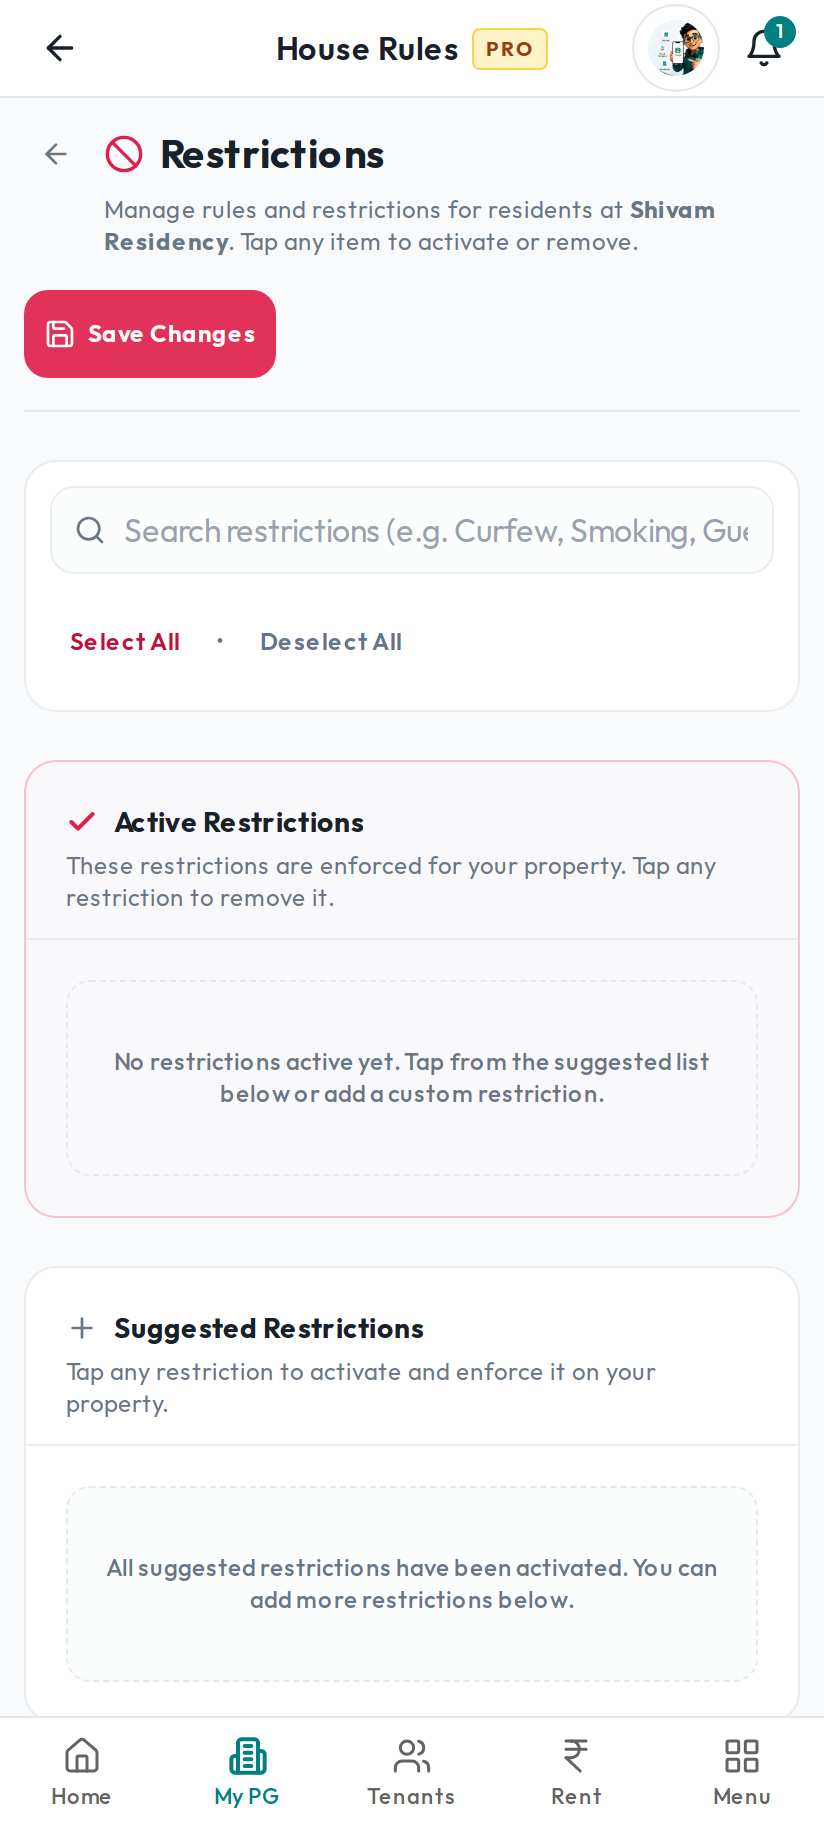 House Rules PRO
1
Restrictions
Manage rules and restrictions for residents at Shivam
Residency. Tap any item to activate or remove.
Save Changes
Search restrictions (e.g. Curfew, Smoking, Gue
Select All • Deselect All
Active Restrictions
These restrictions are enforced for your property. Tap any
restriction to remove it.
No restrictions active yet. Tap from the suggested list
below or add a custom restriction.
Suggested Restrictions
Tap any restriction to activate and enforce it on your
property.
All suggested restrictions have been activated. You can
add more restrictions below.
Home My PG Tenants Rent Menu